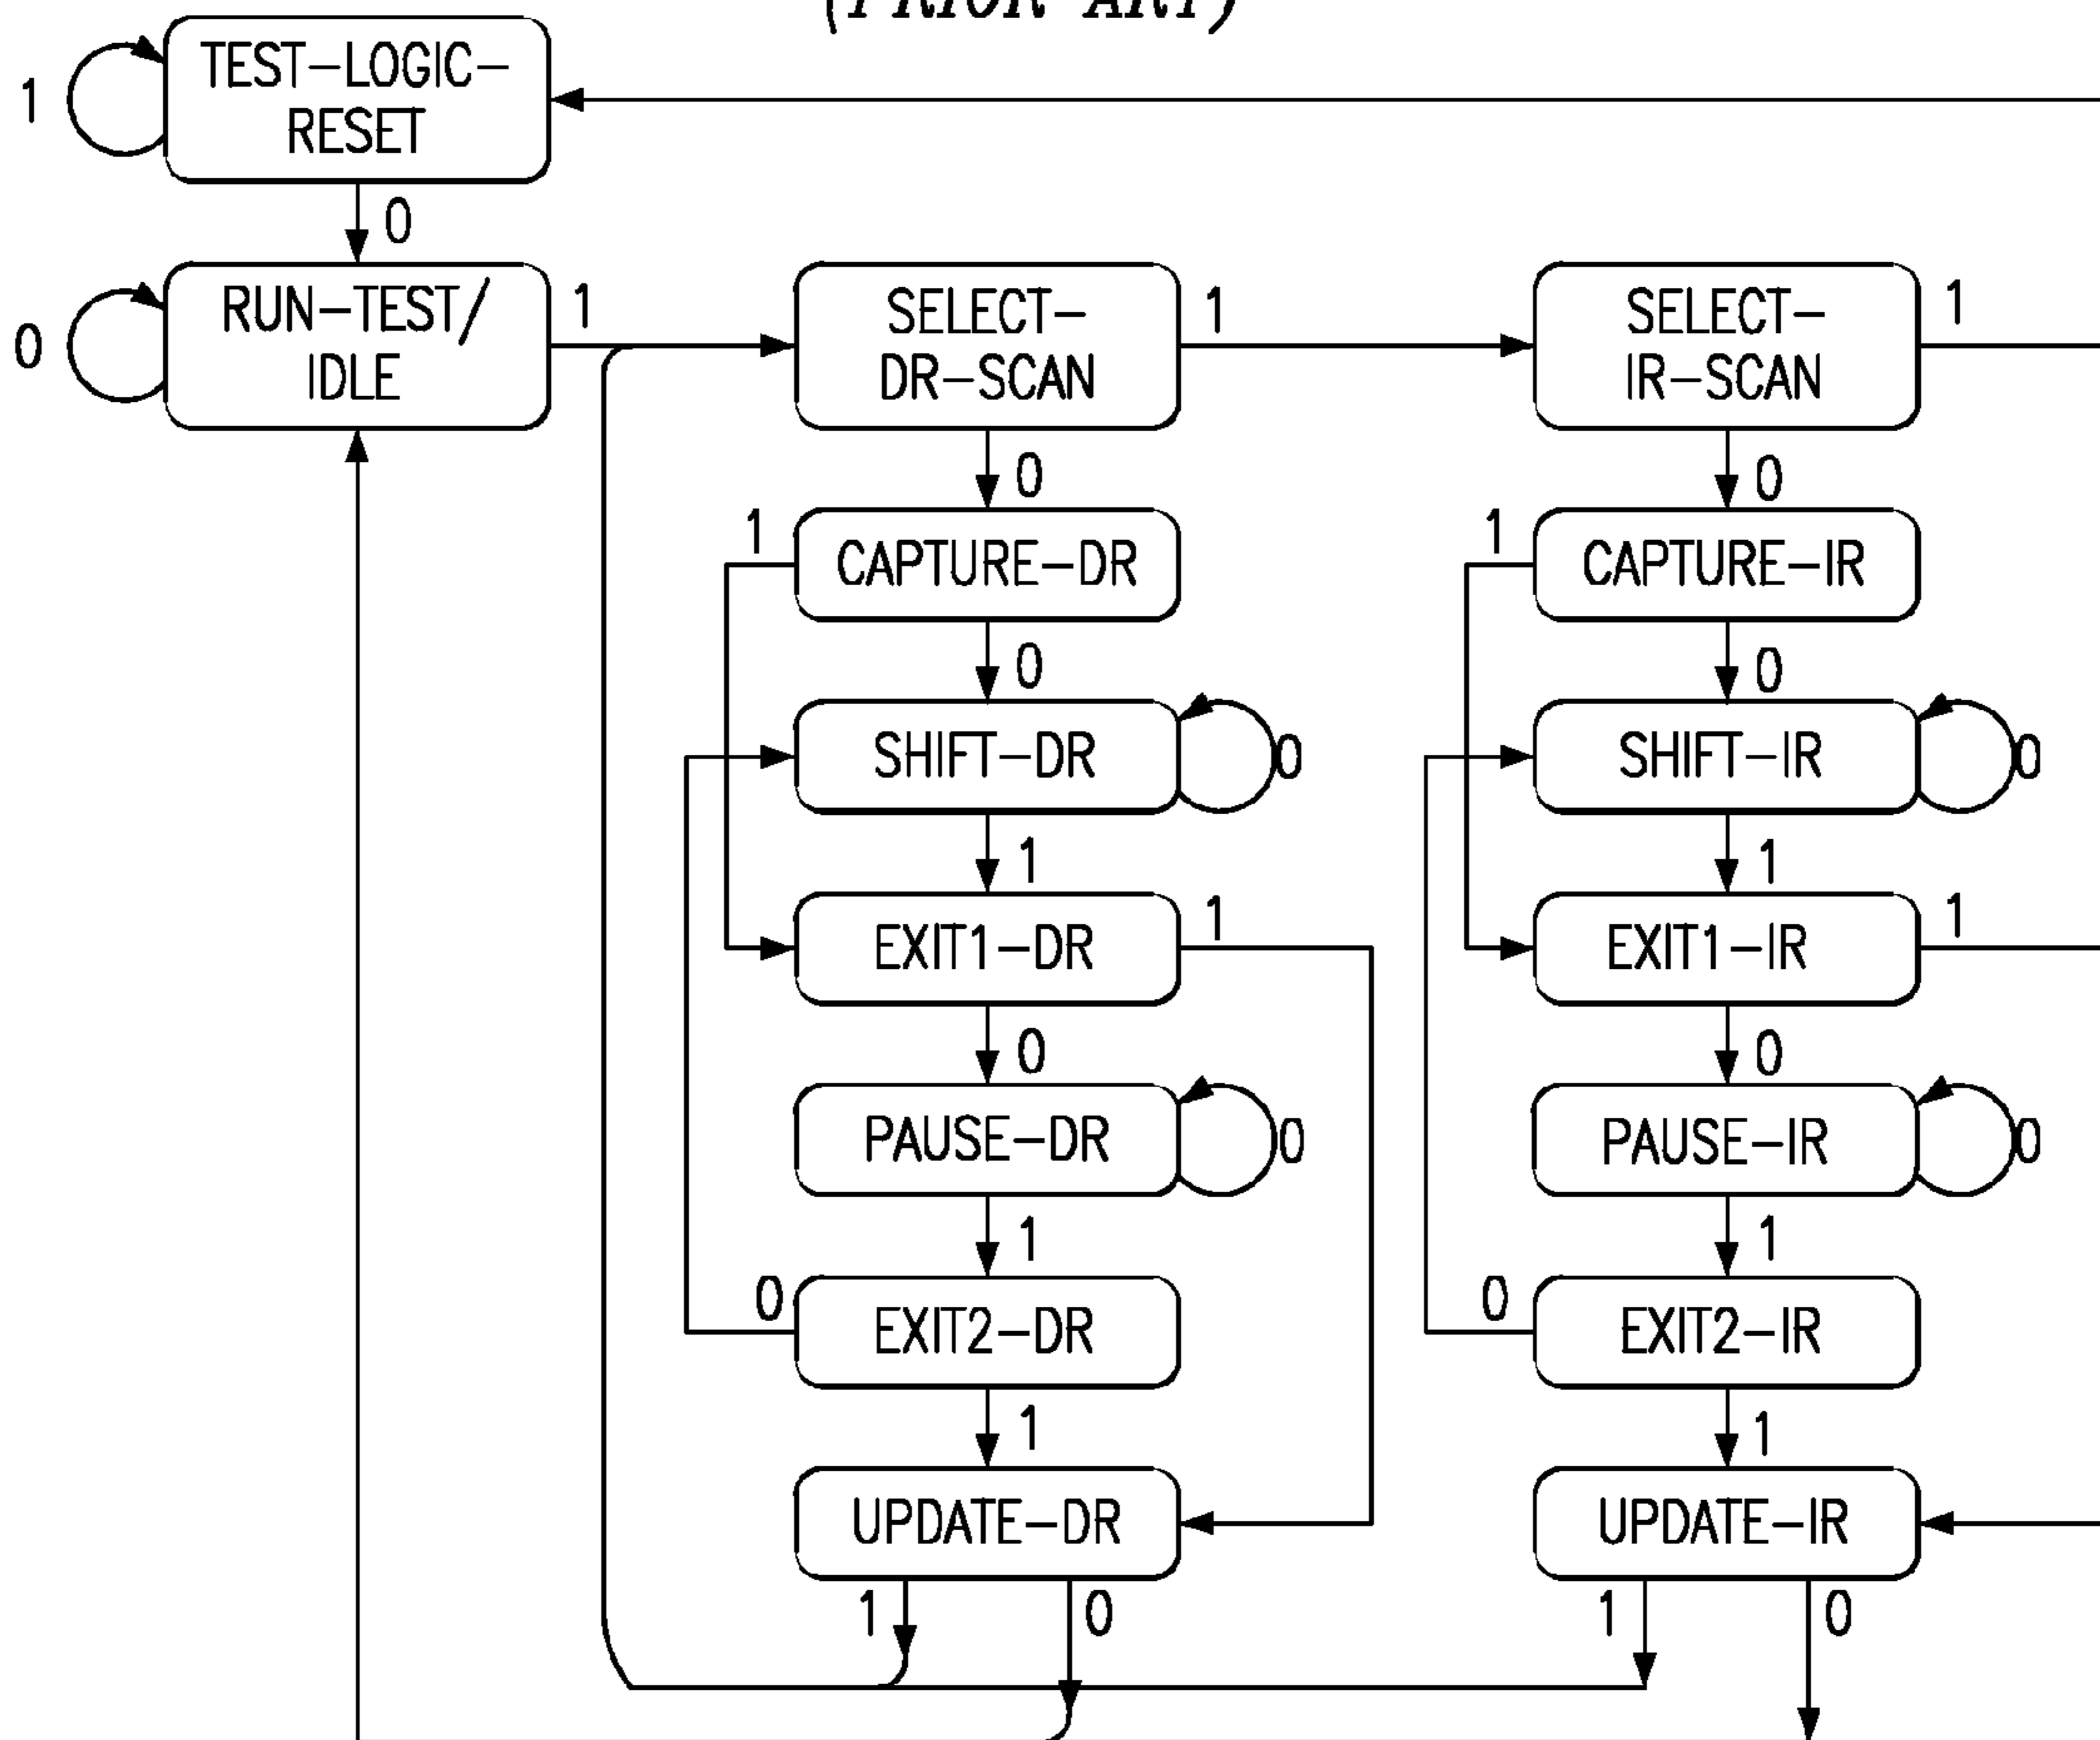 (PRIOR ART)
TEST-LOGIC-
RESET
1
0
RUN-TEST/
IDLE
0
1
SELECT-
DR-SCAN
1
SELECT-
IR-SCAN
1
0
0
1
CAPTURE-DR
1
CAPTURE-IR
0
0
SHIFT-DR
0
SHIFT-IR
0
1
1
EXIT1-DR
1
EXIT1-IR
1
0
0
PAUSE-DR
0
PAUSE-IR
0
1
1
0
EXIT2-DR
0
EXIT2-IR
1
1
UPDATE-DR
UPDATE-IR
1
0
1
0